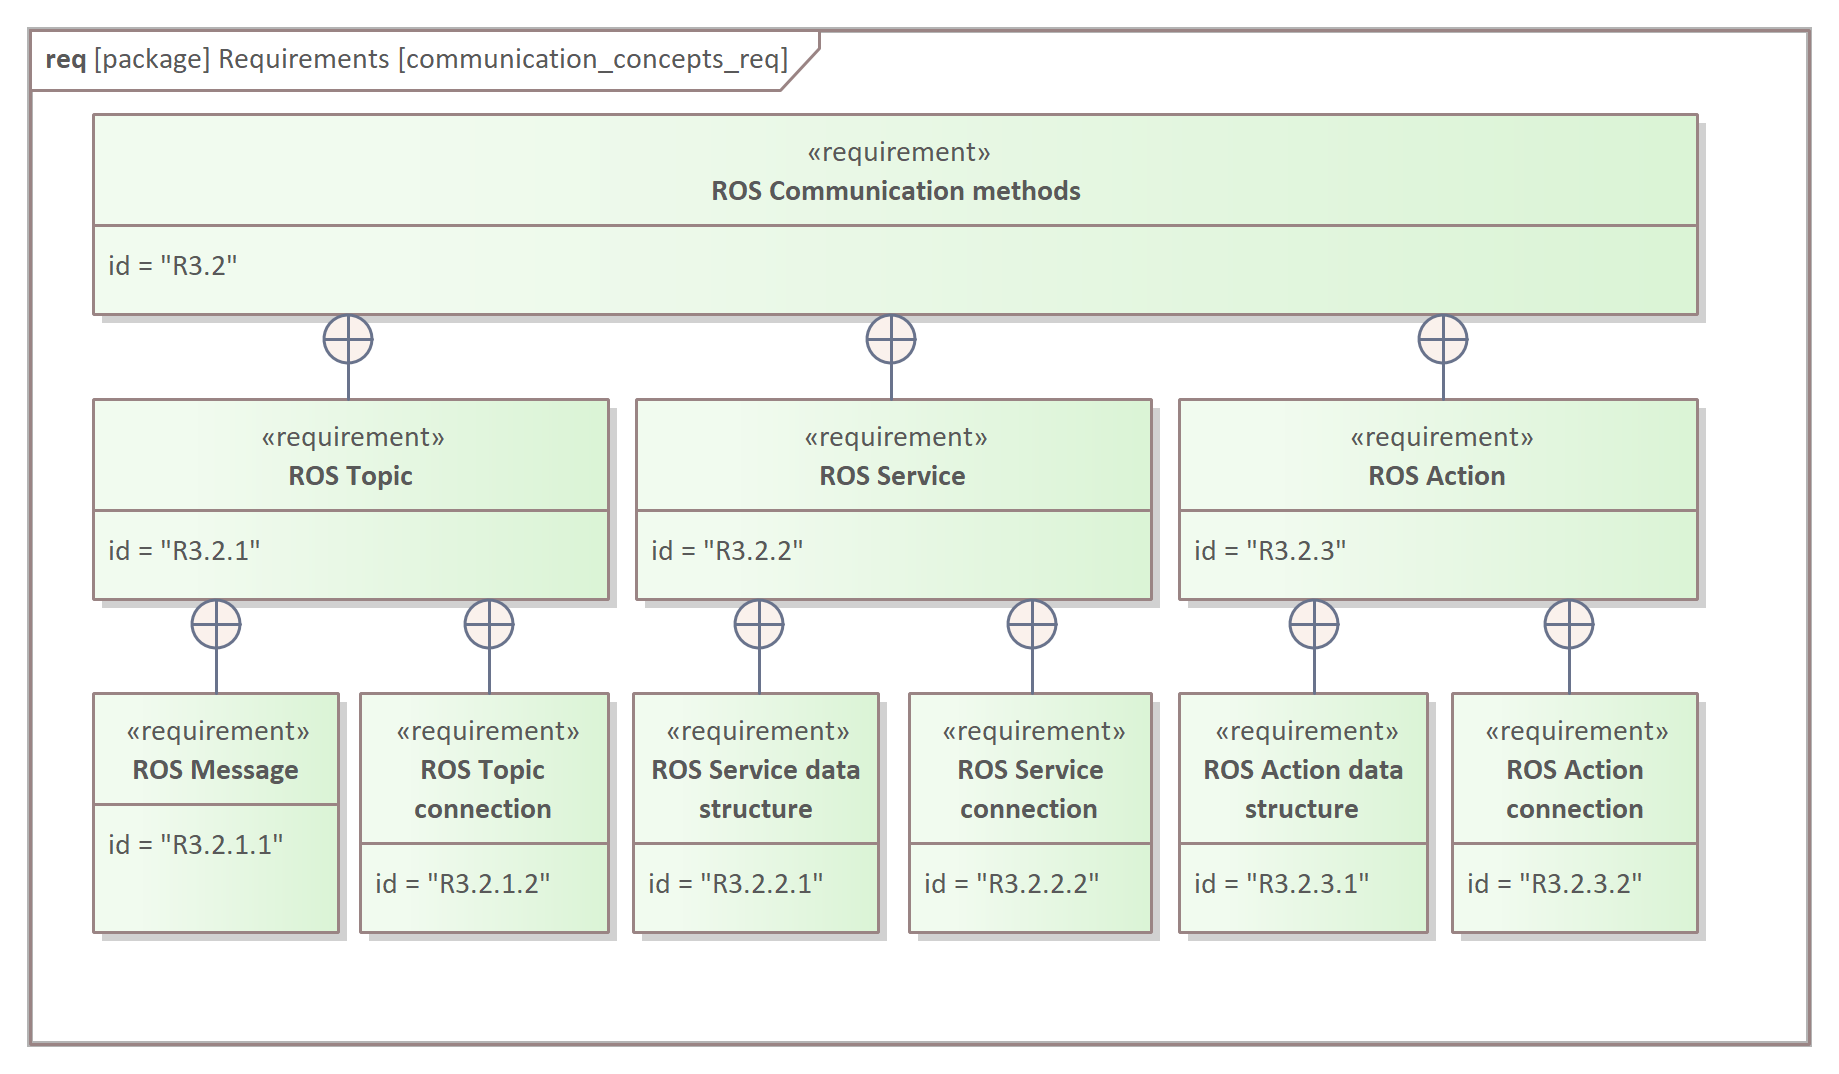 req [package] Requirements [communication_concepts_req]
«requirement»
ROS Communication methods
id = "R3.2"
«requirement»
ROS Topic
id = "R3.2.1"
«requirement»
ROS Service
id = "R3.2.2"
«requirement»
ROS Action
id = "R3.2.3"
«requirement»
ROS Message
id = "R3.2.1.1"
«requirement»
ROS Topic
connection
id = "R3.2.1.2"
«requirement»
ROS Service data
structure
id = "R3.2.2.1"
«requirement»
ROS Service
connection
id = "R3.2.2.2"
«requirement»
ROS Action data
structure
id = "R3.2.3.1"
«requirement»
ROS Action
connection
id = "R3.2.3.2"